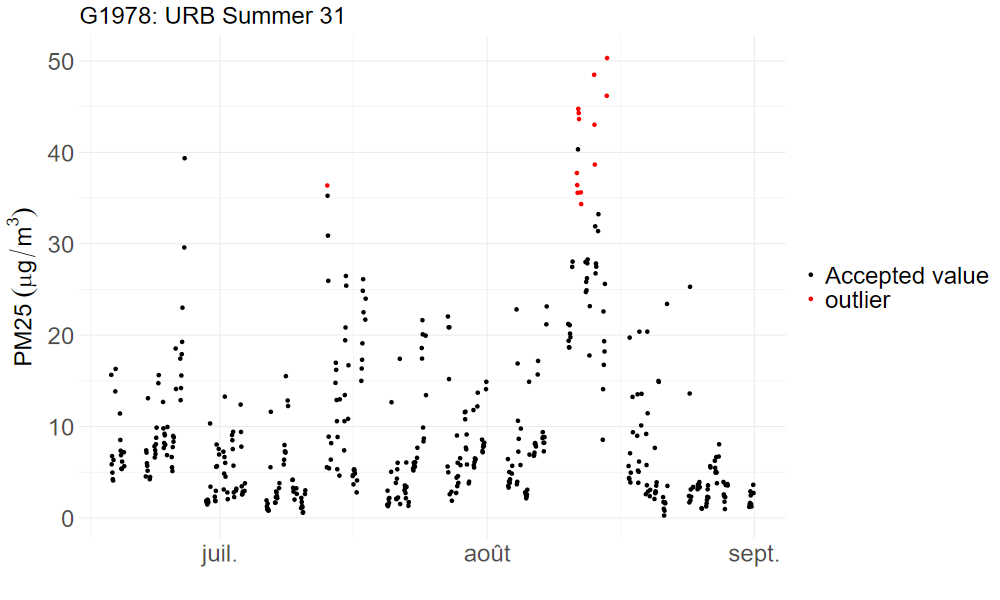 G1978: URB Summer 31
PM25 (μg/m³)
50
40
30
20
10
0
juil.
août
sept.
Accepted value
outlier